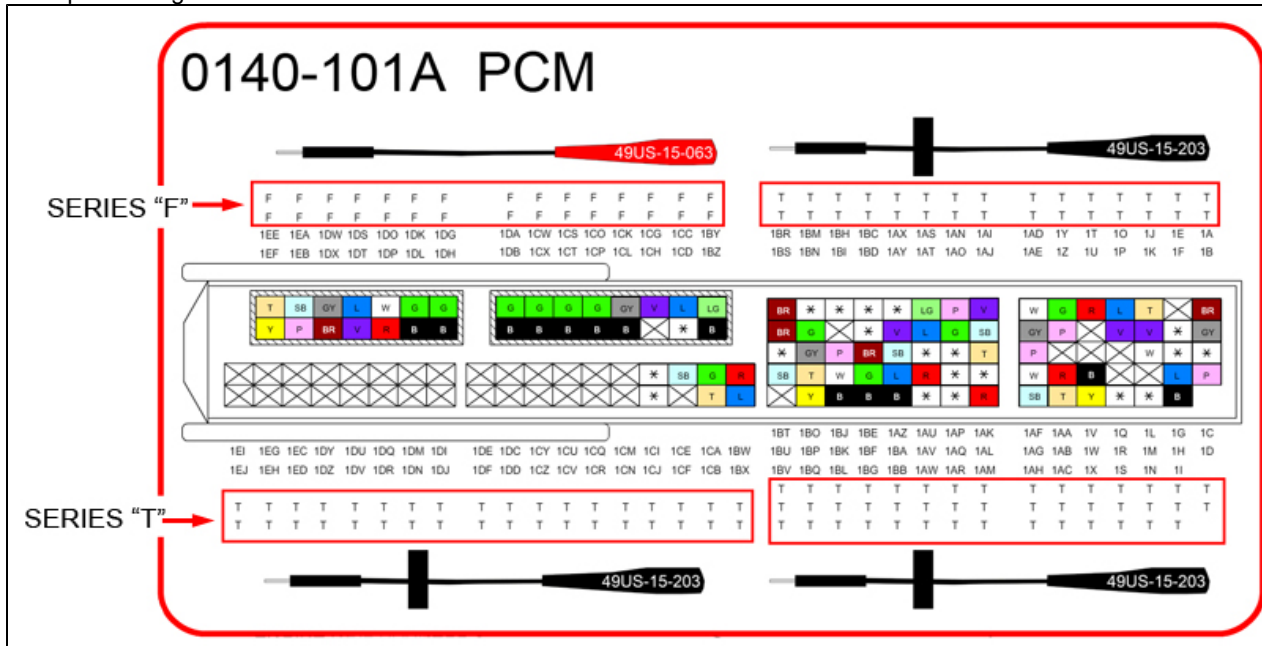 0140-101A PCM
49US-15-063 49US-15-203
SERIES “F”
F F F F F F F F F F F F F F F T T T T T T T T T T T T T T T
F F F F F F F F F F F F F F F T T T T T T T T T T T T T T T
1EE 1EA 1DW 1DS 1DO 1DK 1DG 1DA 1CW 1CS 1CO 1CK 1CG 1CC 1BY 1BR 1BM 1BH 1BC 1AX 1AS 1AN 1AI 1AD 1Y 1T 1O 1J 1E 1A
1EF 1EB 1DX 1DT 1DP 1DL 1DH 1DB 1CX 1CT 1CP 1CL 1CH 1CD 1BZ 1BS 1BN 1BI 1BD 1AY 1AT 1AO 1AJ 1AE 1Z 1U 1P 1K 1F 1B
T SB GY L W G G G G G G GY V L LG BR * * * * LG P V W G R L T BR
Y P BR V R B B B B B B B * B BR G * V L G SB GY P V V * GY
* GY P BR SB * * T P W * *
* SB G R SB T W G L R * * W R B L P
* T L Y B B B * * R SB T Y * * B
1BT 1BO 1BJ 1BE 1AZ 1AU 1AP 1AK 1AF 1AA 1V 1Q 1L 1G 1C
1EI 1EG 1EC 1DY 1DU 1DQ 1DM 1DI 1DE 1DC 1CY 1CU 1CQ 1CM 1CI 1CE 1CA 1BW 1BU 1BP 1BK 1BF 1BA 1AV 1AQ 1AL 1AG 1AB 1W 1R 1M 1H 1D
1EJ 1EH 1ED 1DZ 1DV 1DR 1DN 1DJ 1DF 1DD 1CZ 1CV 1CR 1CN 1CJ 1CF 1CB 1BX 1BV 1BQ 1BL 1BG 1BB 1AW 1AR 1AM 1AH 1AC 1X 1S 1N 1I
T T T T T T T T T T T T T T T
T T T T T T T T T T T T T T T T T T T T T T T T T T T T T T T T T
SERIES “T”
T T T T T T T T T T T T T T T T T T T T T T T T T T T T T T T T
49US-15-203 49US-15-203